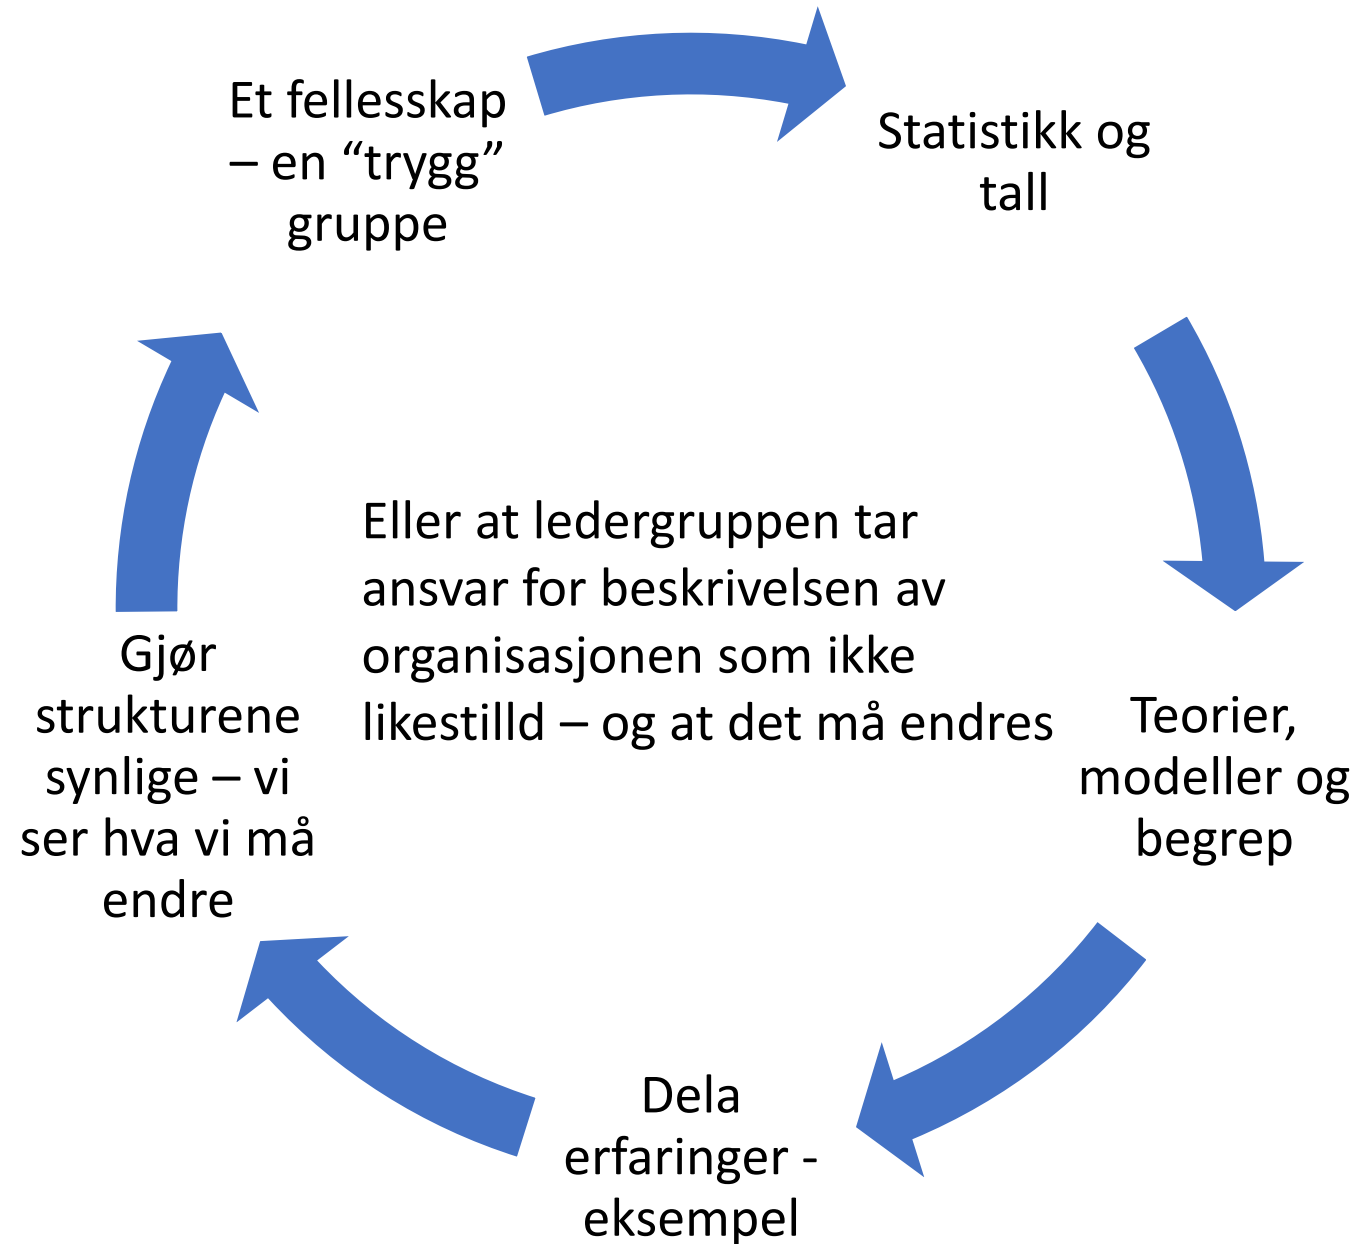 Et fellesskap
– en “trygg”
gruppe
Statistikk og
tall
Teorier,
modeller og
begrep
Dela
erfaringer -
eksempel
Gjør
strukturene
synlige – vi
ser hva vi må
endre
Eller at ledergruppen tar
ansvar for beskrivelsen av
organisasjonen som ikke
likestilld – og at det må endres